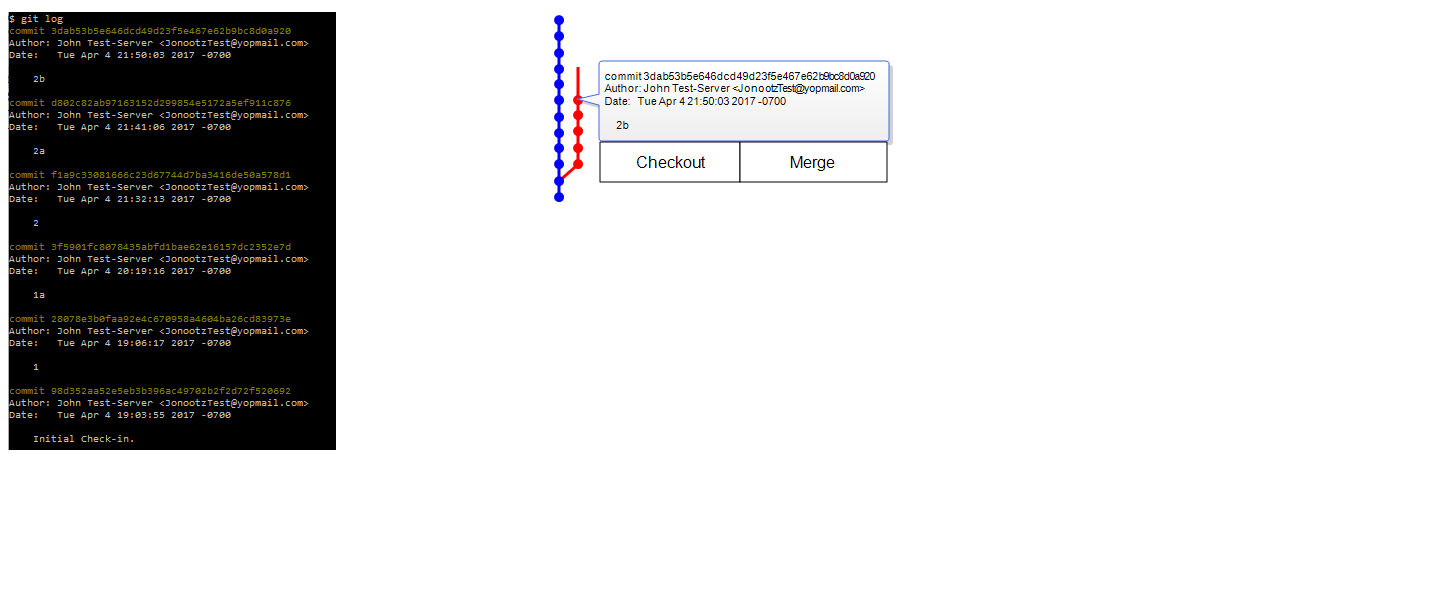 $ git log
commit 3dab53b5e646dcd49d23f5e467e62b9bc8d0a920
Author: John Test-Server <JonootzTest@yopmail.com>
Date:   Tue Apr 4 21:50:03 2017 -0700
2b
commit d802c82ab97163152d299854e5172a5ef911c876
Author: John Test-Server <JonootzTest@yopmail.com>
Date:   Tue Apr 4 21:41:06 2017 -0700
2a
commit f1a9c33081666c23d67744d7ba3416de50a578d1
Author: John Test-Server <JonootzTest@yopmail.com>
Date:   Tue Apr 4 21:32:13 2017 -0700
2
commit 3f5901fc8078435abfd1bae62e16157dc2352e7d
Author: John Test-Server <JonootzTest@yopmail.com>
Date:   Tue Apr 4 20:19:16 2017 -0700
1a
commit 28078e3b0faa92e4c670958a4604ba26cd83973e
Author: John Test-Server <JonootzTest@yopmail.com>
Date:   Tue Apr 4 19:06:17 2017 -0700
1
commit 98d352aa52e5eb3b396ac49702b2f2d72f520692
Author: John Test-Server <JonootzTest@yopmail.com>
Date:   Tue Apr 4 19:03:55 2017 -0700
Initial Check-in.
commit 3dab53b5e646dcd49d23f5e467e62b9bc8d0a920
Author: John Test-Server <JonootzTest@yopmail.com>
Date:   Tue Apr 4 21:50:03 2017 -0700
2b
Checkout
Merge